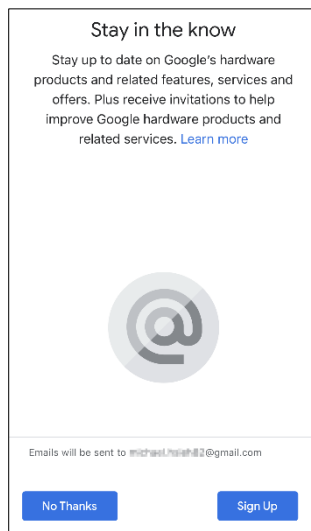 Stay in the know
Stay up to date on Google's hardware
products and related features, services and
offers. Plus receive invitations to help
improve Google hardware products and
related services. Learn more
@
Emails will be sent to @gmail.com
No Thanks
Sign Up